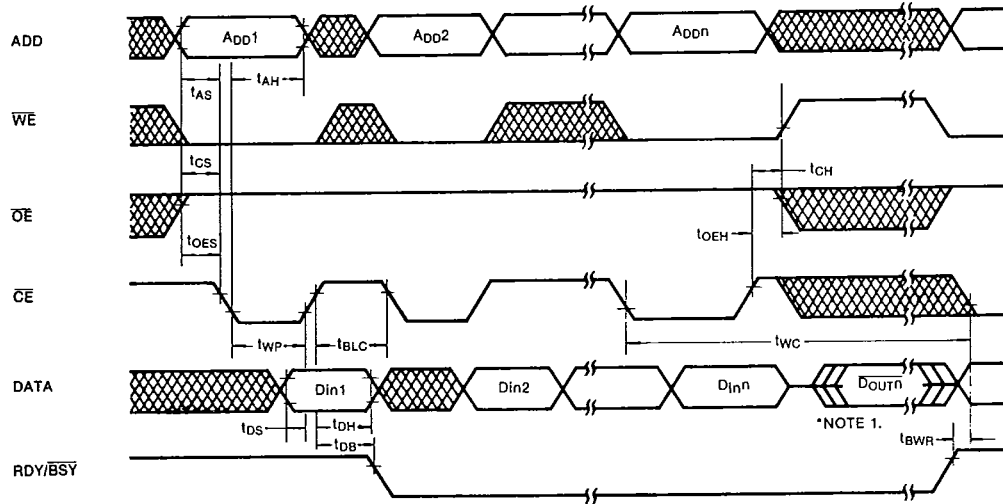 ADD
ADD1
ADD2
ADDn
tAS
tAH
WE
tCS
tCH
OE
tOES
tOEH
CE
tWP
tBLC
tWC
DATA
Din1
Din2
Dinn
DOUTn
*NOTE 1.
tDS
tDH
tDB
tBWR
RDY/BSY